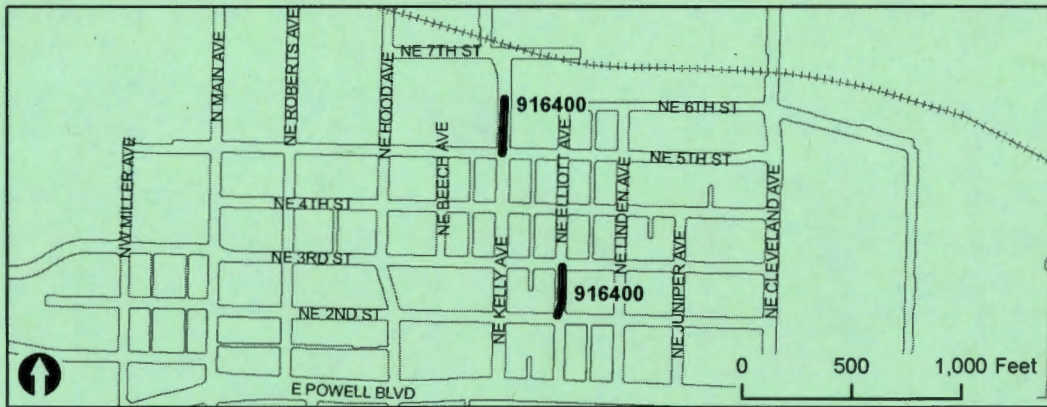 NE 7TH ST
N MAIN AVE
NE ROBERTS AVE
NE HOOD AVE
916400
NE 6TH ST
NW MILLER AVE
NE BEECH AVE
NE ELLIOTT AVE
NE 5TH ST
NE 4TH ST
NE LINDEN AVE
NE CLEVELAND AVE
NE 3RD ST
NE KELLY AVE
NE JUNIPER AVE
916400
NE 2ND ST
0 500 1,000 Feet
E POWELL BLVD